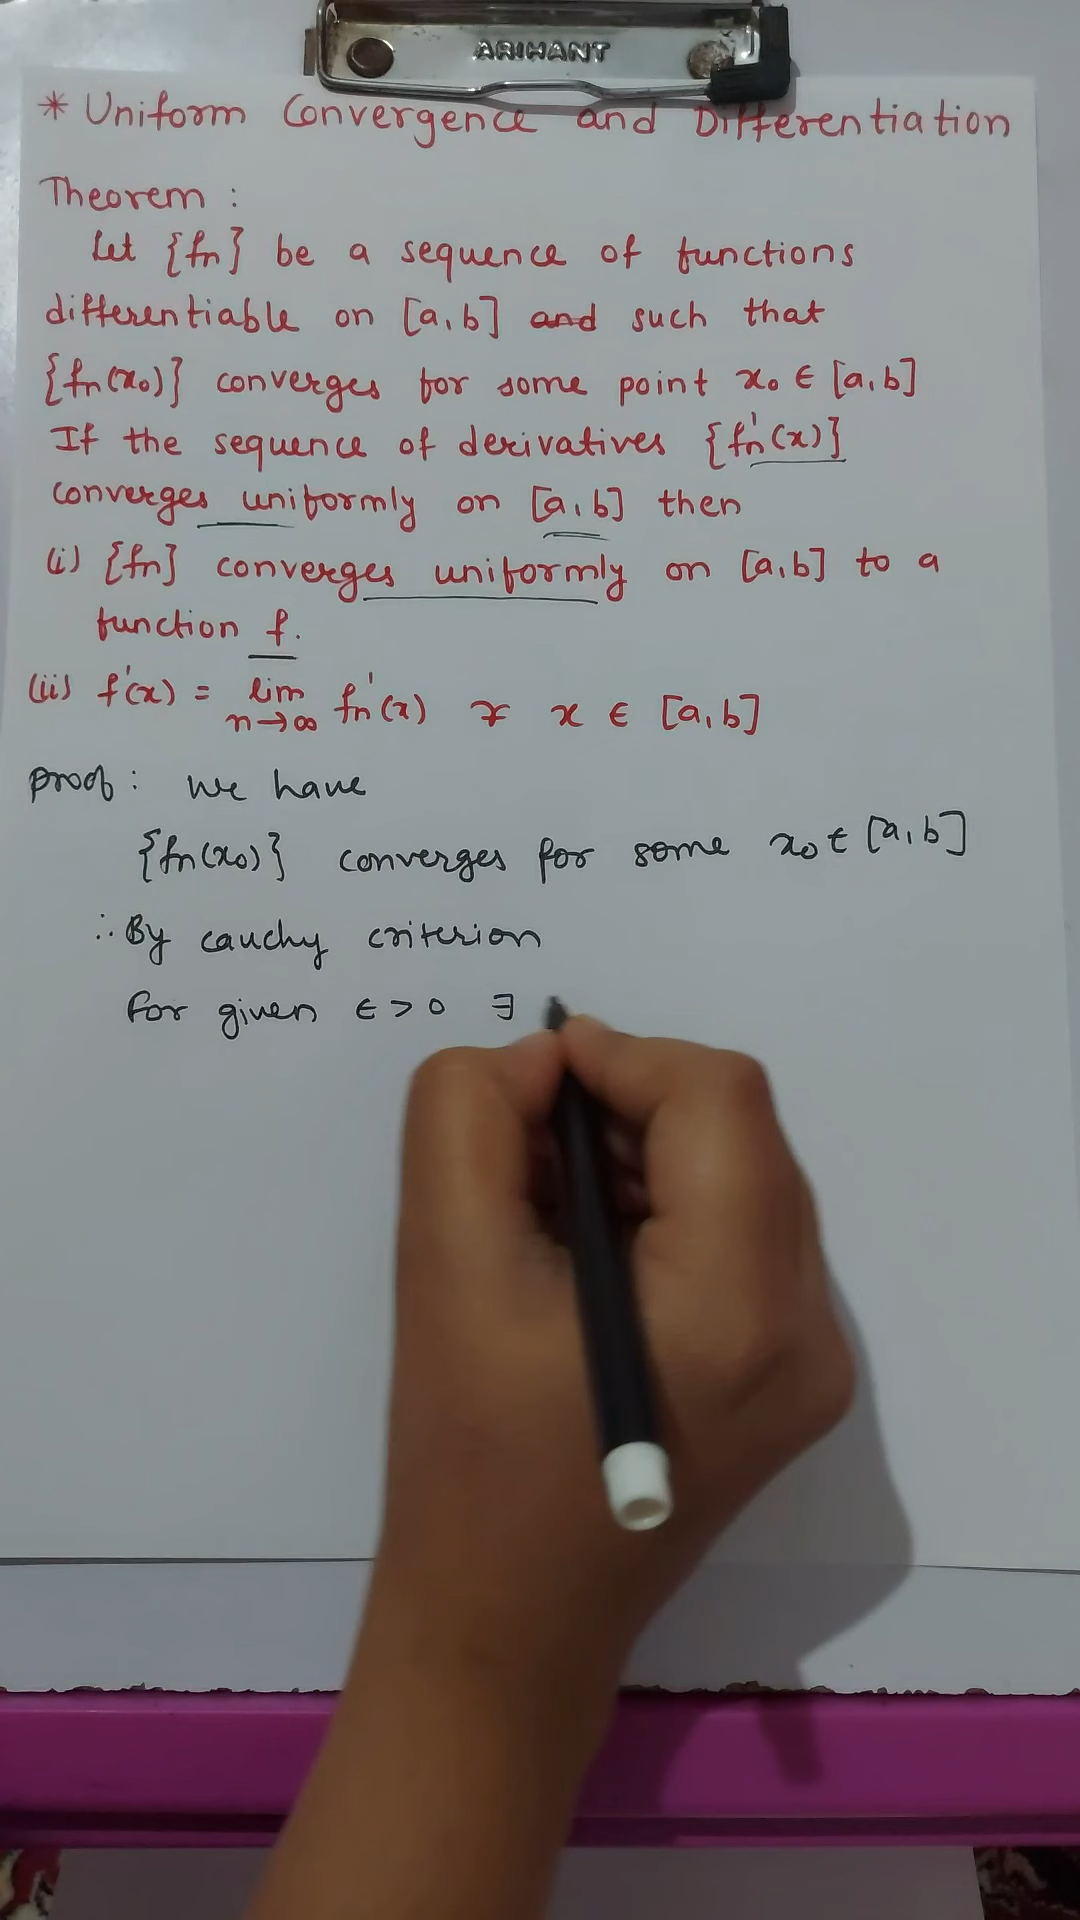 ARIHANT
* Uniform Convergence and Differentiation
Theorem :
Let {fn} be a sequence of functions
differentiable on [a,b] and such that
{fn(x₀)} converges for some point x₀ ∈ [a,b]
If the sequence of derivatives {fn'(x)}
converges uniformly on [a,b] then
(i) {fn} converges uniformly on [a,b] to a
function f.
(ii) f'(x) = lim n→∞ fn'(x) ∀ x ∈ [a,b]
Proof : We have
{fn(x₀)} converges for some x₀ ∈ [a,b]
∴ By cauchy criterion
for given ∈ > 0 ∃